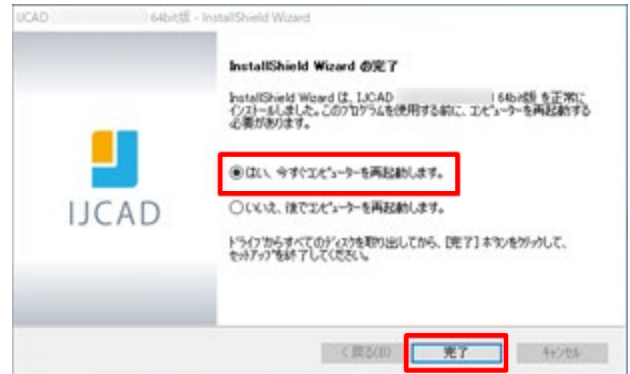 IJCAD 64bit版 - InstallShield Wizard
InstallShield Wizard の完了
InstallShield Wizard は、IJCAD 64bit版 を正常に
インストールしました。このプログラムを使用する前に、コンピューターを再起動する
必要があります。
はい、今すぐコンピューターを再起動します。
いいえ、後でコンピューターを再起動します。
IJCAD
ドライブからすべてのディスクを取り出してから、[完了] ボタンをクリックして、
セットアップを終了してください。
< 戻る(B)
完了
キャンセル